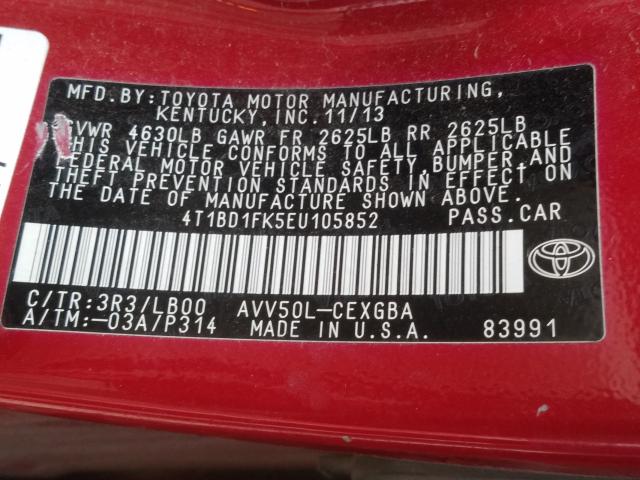 MFD. BY: TOYOTA MOTOR MANUFACTURING,
KENTUCKY, INC. 11/13
GVWR 4630LB GAWR FR 2625LB RR 2625LB
THIS VEHICLE CONFORMS TO ALL APPLICABLE
FEDERAL MOTOR VEHICLE SAFETY, BUMPER, AND
THEFT PREVENTION STANDARDS IN EFFECT ON
THE DATE OF MANUFACTURE SHOWN ABOVE.
4T1BD1FK5EU105852 PASS. CAR
C/TR: 3R3/LB00 AVV50L-CEXGBA
A/TM: -03A/P314 MADE IN U.S.A. 83991